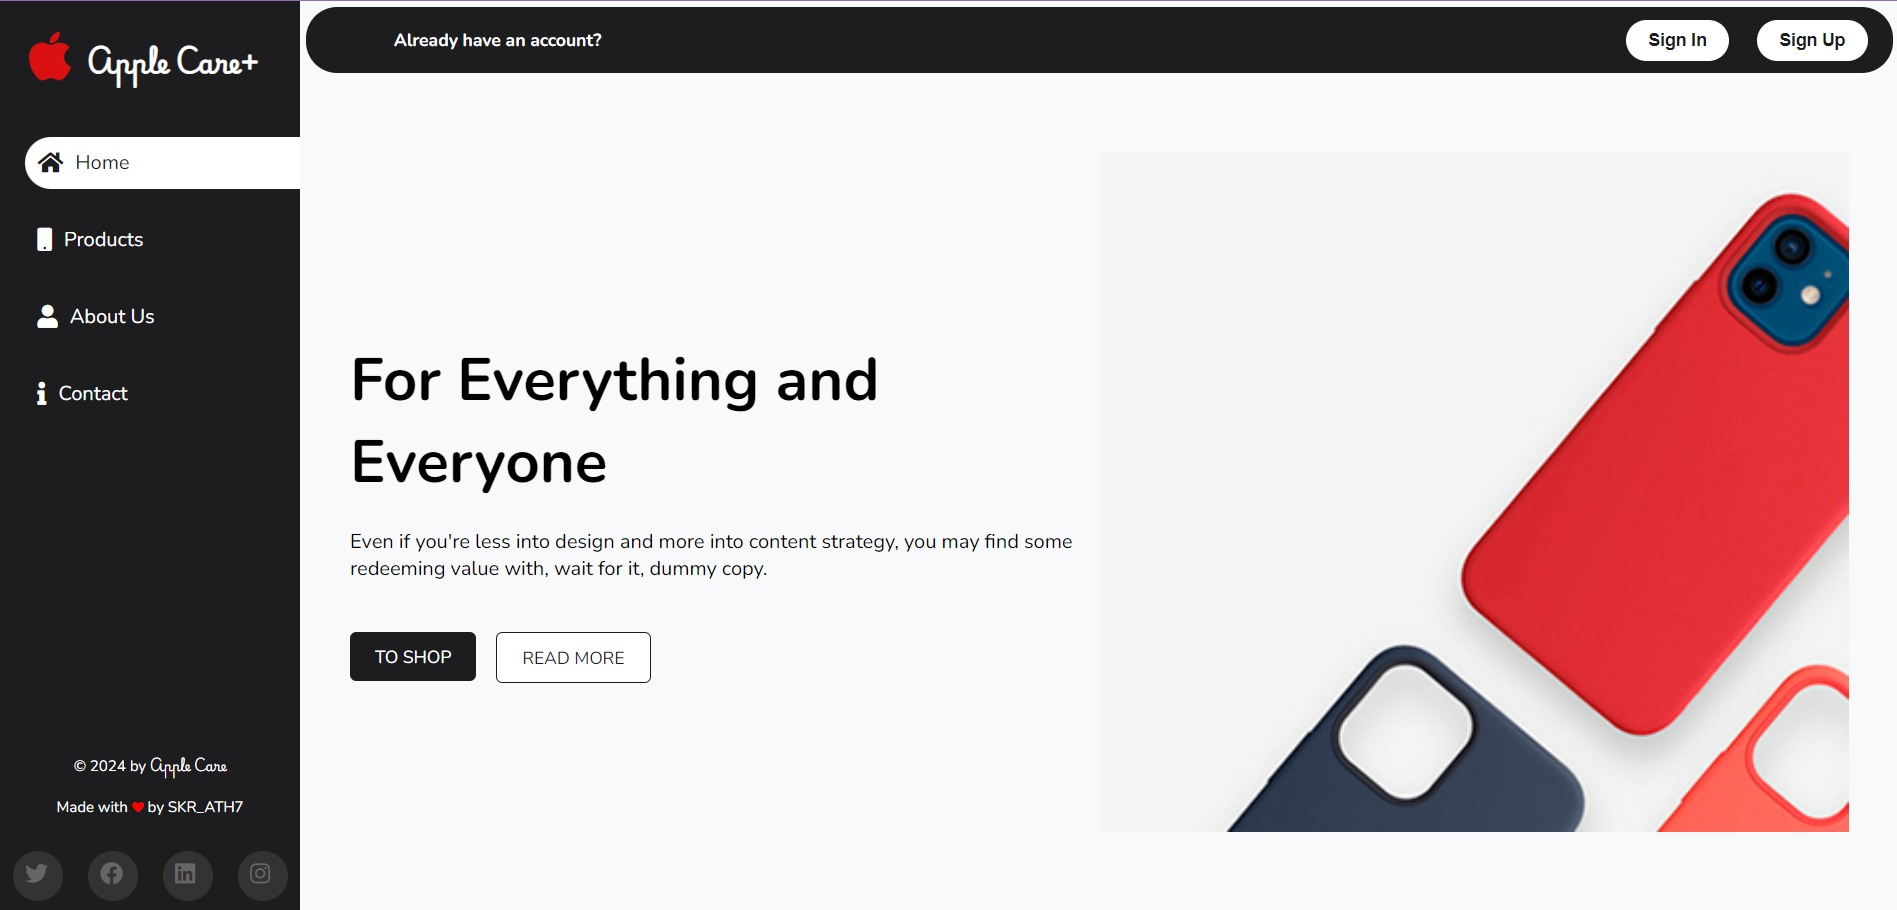 Apple Care+
Home
Products
About Us
Contact
© 2024 by Apple Care
Made with by SKR_ATH7
Already have an account?
Sign In
Sign Up
For Everything and
Everyone
Even if you're less into design and more into content strategy, you may find some
redeeming value with, wait for it, dummy copy.
TO SHOP
READ MORE